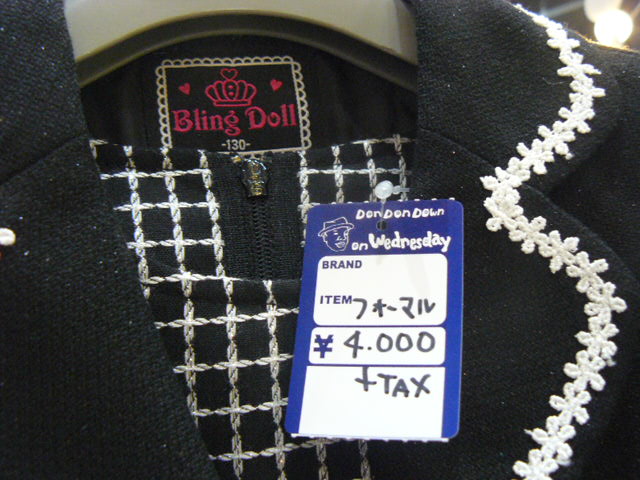 Bling Doll
-130-
DonDonDown
on Wednesday
BRAND
ITEM フォーマル
¥ 4.000
+TAX